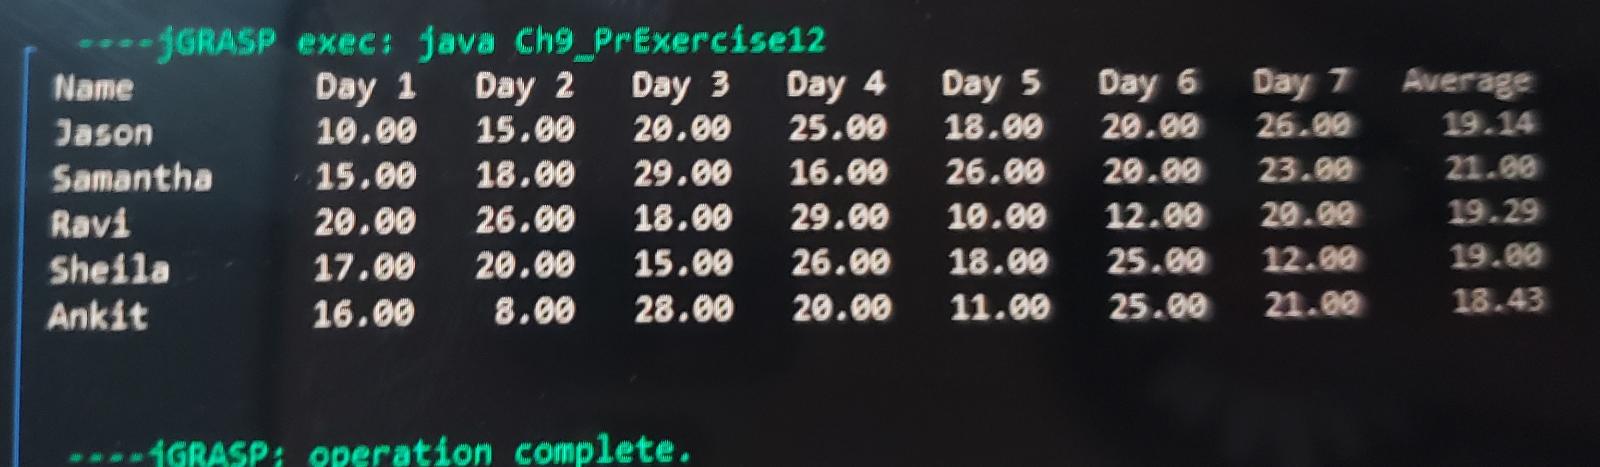 ----jGRASP exec: java Ch9_PrExercise12
Name Day 1 Day 2 Day 3 Day 4 Day 5 Day 6 Day 7 Average
Jason 10.00 15.00 20.00 25.00 18.00 20.00 26.00 19.14
Samantha 15.00 18.00 29.00 16.00 26.00 20.00 23.00 21.00
Ravi 20.00 26.00 18.00 29.00 10.00 12.00 20.00 19.29
Sheila 17.00 20.00 15.00 26.00 18.00 25.00 12.00 19.00
Ankit 16.00 8.00 28.00 20.00 11.00 25.00 21.00 18.43
----jGRASP: operation complete.